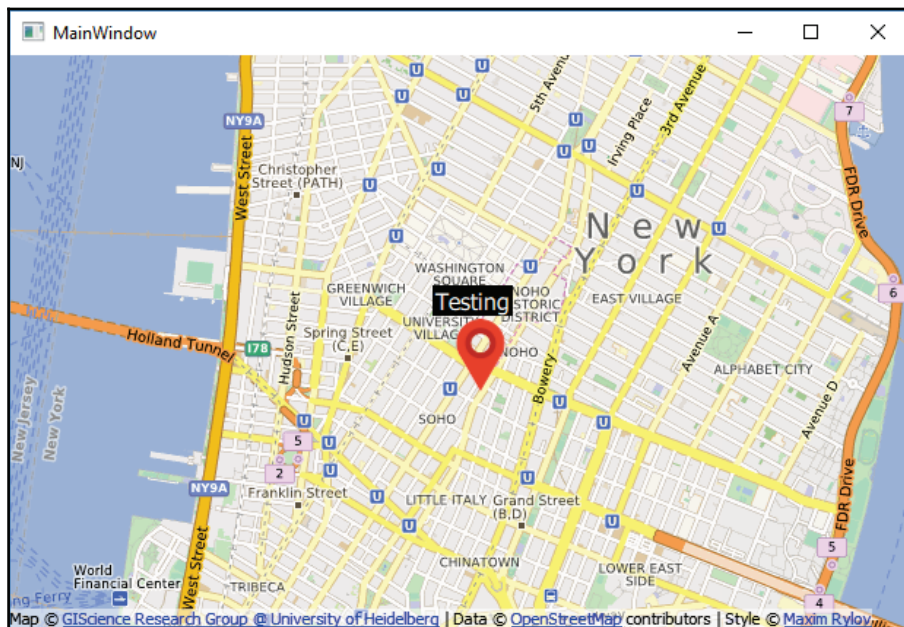 MainWindow
5th Avenue
Irving Place
3rd Avenue
7
NY9A
FDR Drive
NJ
Christopher
Street (PATH)
West Street
New
York
WASHINGTON
SQUARE
GREENWICH
VILLAGE
NOHO
HISTORIC
DISTRICT
EAST VILLAGE
6
Testing
UNIVERSITY
VILLAGE
Holland Tunnel
I78
Hudson Street
Spring Street
(C,E)
NOHO
Bowery
Avenue A
ALPHABET CITY
Avenue D
New Jersey
New York
SOHO
5
2
NY9A
Franklin Street
LITTLE ITALY
Grand Street
(B,D)
FDR Drive
5
World
Financial Center
West Street
TRIBECA
CHINATOWN
LOWER EAST
SIDE
4
ng Ferry
Map © GIScience Research Group @ University of Heidelberg | Data © OpenStreetMap contributors | Style © Maxim Rylov